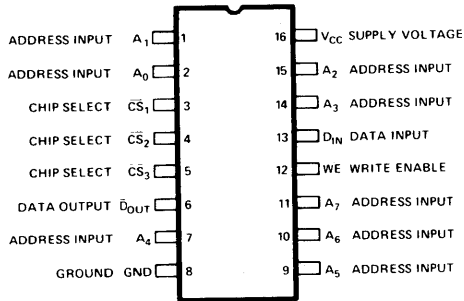 ADDRESS INPUT A₁ 1 16 V_CC SUPPLY VOLTAGE
ADDRESS INPUT A₀ 2 15 A₂ ADDRESS INPUT
CHIP SELECT C̅S̅₁ 3 14 A₃ ADDRESS INPUT
CHIP SELECT C̅S̅₂ 4 13 D_IN DATA INPUT
CHIP SELECT C̅S̅₃ 5 12 WE WRITE ENABLE
DATA OUTPUT D̅_OUT 6 11 A₇ ADDRESS INPUT
ADDRESS INPUT A₄ 7 10 A₆ ADDRESS INPUT
GROUND GND 8 9 A₅ ADDRESS INPUT